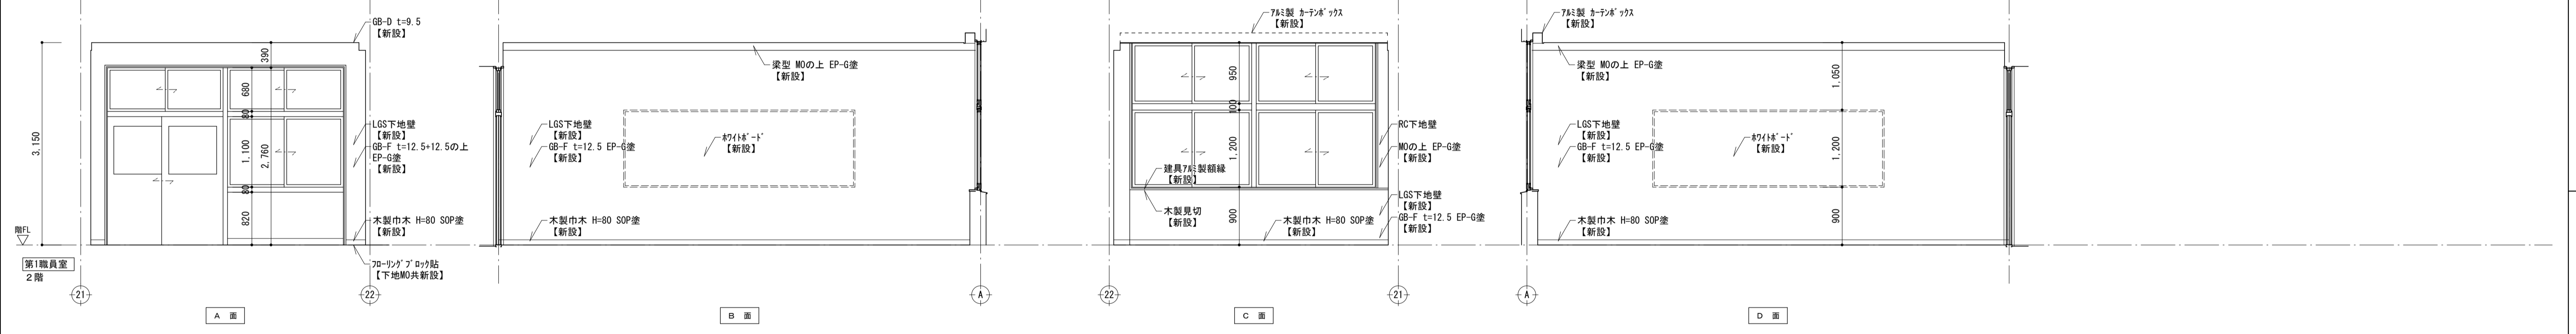 GB-D t=9.5
【新設】
390
680
80
1,100
2,760
80
820
3,150
LGS下地壁
【新設】
GB-F t=12.5+12.5の上
EP-G塗
【新設】
木製巾木 H=80 SOP塗
【新設】
フローリングブロック貼
【下地MO共新設】
階FL
第1職員室
2階
21
22
A 面
梁型 MOの上 EP-G塗
【新設】
LGS下地壁
【新設】
GB-F t=12.5 EP-G塗
【新設】
ホワイトボード
【新設】
木製巾木 H=80 SOP塗
【新設】
A
B 面
アルミ製 カーテンボックス
【新設】
950
100
1,200
900
RC下地壁
MOの上 EP-G塗
【新設】
建具アルミ製額縁
【新設】
木製見切
【新設】
LGS下地壁
【新設】
GB-F t=12.5 EP-G塗
【新設】
木製巾木 H=80 SOP塗
【新設】
22
21
C 面
アルミ製 カーテンボックス
【新設】
梁型 MOの上 EP-G塗
【新設】
1,050
1,200
900
LGS下地壁
【新設】
GB-F t=12.5 EP-G塗
【新設】
ホワイトボード
【新設】
木製巾木 H=80 SOP塗
【新設】
A
D 面